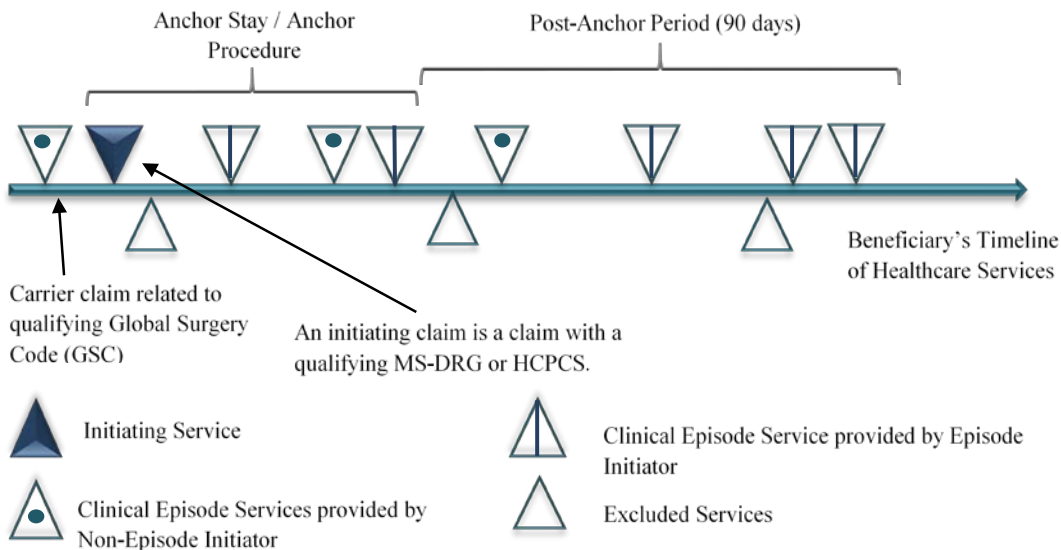 Anchor Stay / Anchor
Procedure
Post-Anchor Period (90 days)
Beneficiary's Timeline
of Healthcare Services
Carrier claim related to
qualifying Global Surgery
Code (GSC)
An initiating claim is a claim with a
qualifying MS-DRG or HCPCS.
Initiating Service
Clinical Episode Service provided by Episode
Initiator
Clinical Episode Services provided by
Non-Episode Initiator
Excluded Services